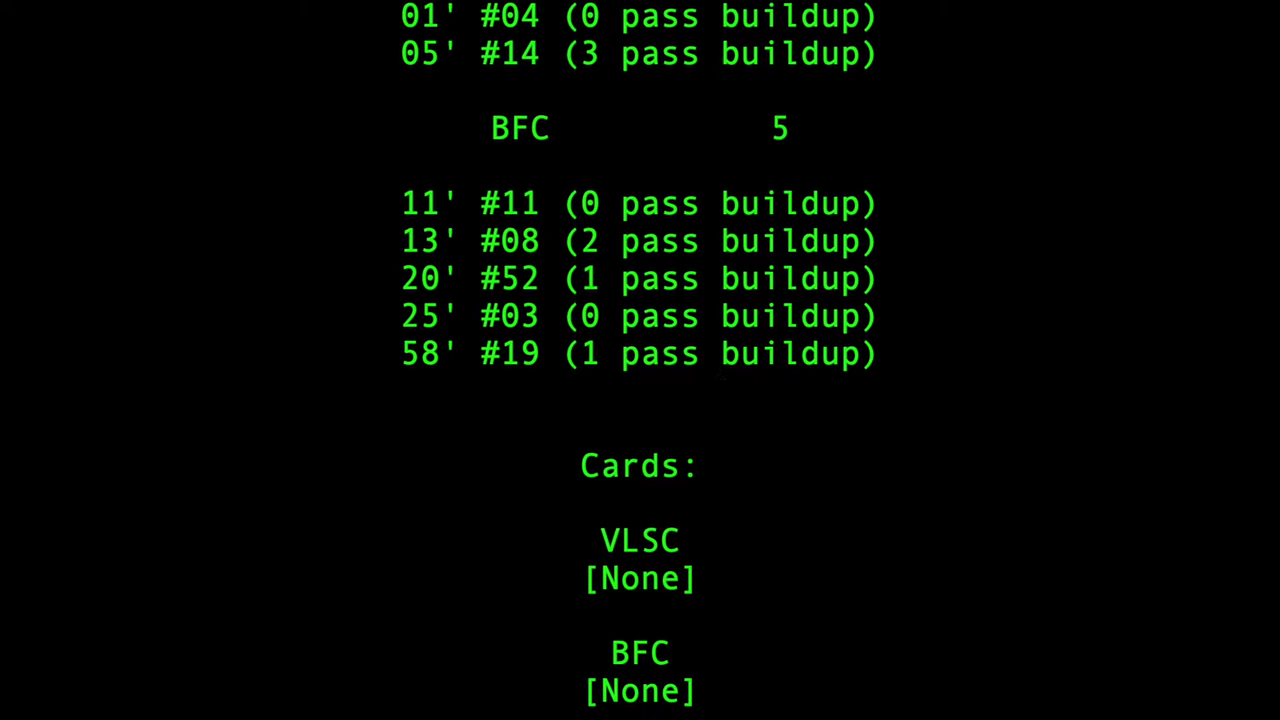 01' #04 (0 pass buildup)
05' #14 (3 pass buildup)
BFC 5
11' #11 (0 pass buildup)
13' #08 (2 pass buildup)
20' #52 (1 pass buildup)
25' #03 (0 pass buildup)
58' #19 (1 pass buildup)
Cards:
VLSC
[None]
BFC
[None]